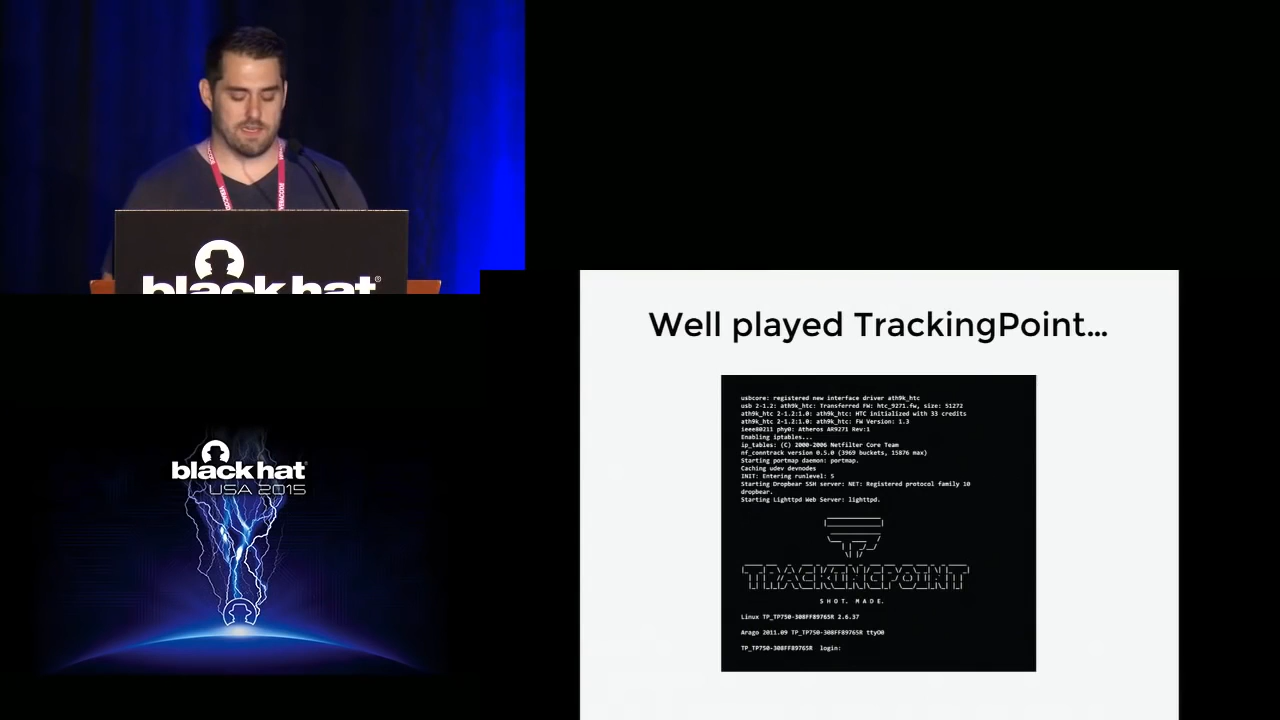 VERACODE
VERACODE
black hat®
Well played TrackingPoint...
usbcore: registered new interface driver ath9k_htc
usb 2-1.2: ath9k_htc: Transferred FW: htc_9271.fw, size: 51272
ath9k_htc 2-1.2:1.0: ath9k_htc: HTC initialized with 33 credits
ath9k_htc 2-1.2:1.0: ath9k_htc: FW Version: 1.3
ieee80211 phy0: Atheros AR9271 Rev:1
Enabling iptables...
ip_tables: (C) 2000-2006 Netfilter Core Team
nf_conntrack version 0.5.0 (3969 buckets, 15876 max)
Starting portmap daemon: portmap.
Caching udev devnodes
INIT: Entering runlevel: 5
Starting Dropbear SSH server: NET: Registered protocol family 10
dropbear.
Starting Lighttpd Web Server: lighttpd.
TRACKINGPOINT
SHOT. MADE.
Linux TP_TP750-308FF89765R 2.6.37
Arago 2011.09 TP_TP750-308FF89765R ttyO0
TP_TP750-308FF89765R login:
black hat®
USA 2015